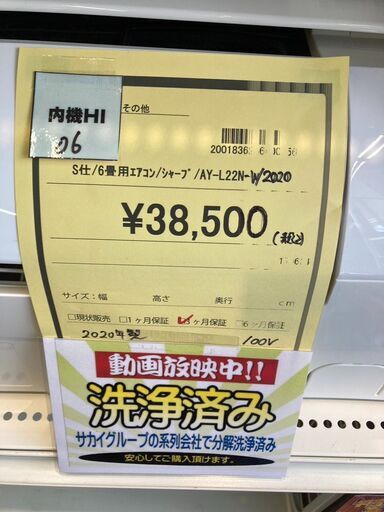 内機HI
06
その他
S仕/6畳用エアコン/シャープ/AY-L22N-W/2020
¥38,500(税込)
サイズ:幅 高さ 奥行 cm
□現状販売 □1ヶ月保証 ☑3ヶ月保証 □6ヶ月保証
2020年製 100V
動画放映中!!
洗浄済み
サカイグループの系列会社で分解洗浄済み
安心してご購入頂けます。